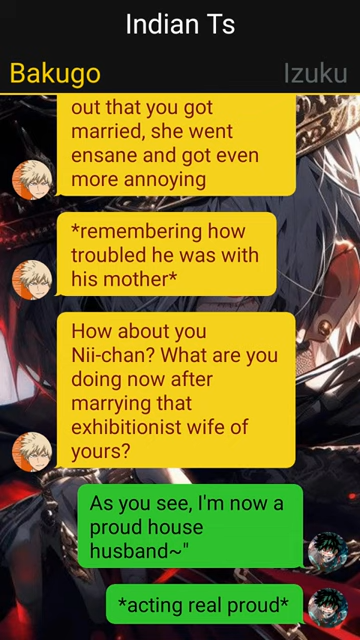 Indian Ts
Bakugo
Izuku
out that you got
married, she went
ensane and got even
more annoying
*remembering how
troubled he was with
his mother*
How about you
Nii-chan? What are you
doing now after
marrying that
exhibitionist wife of
yours?
As you see, I'm now a
proud house
husband~"
*acting real proud*